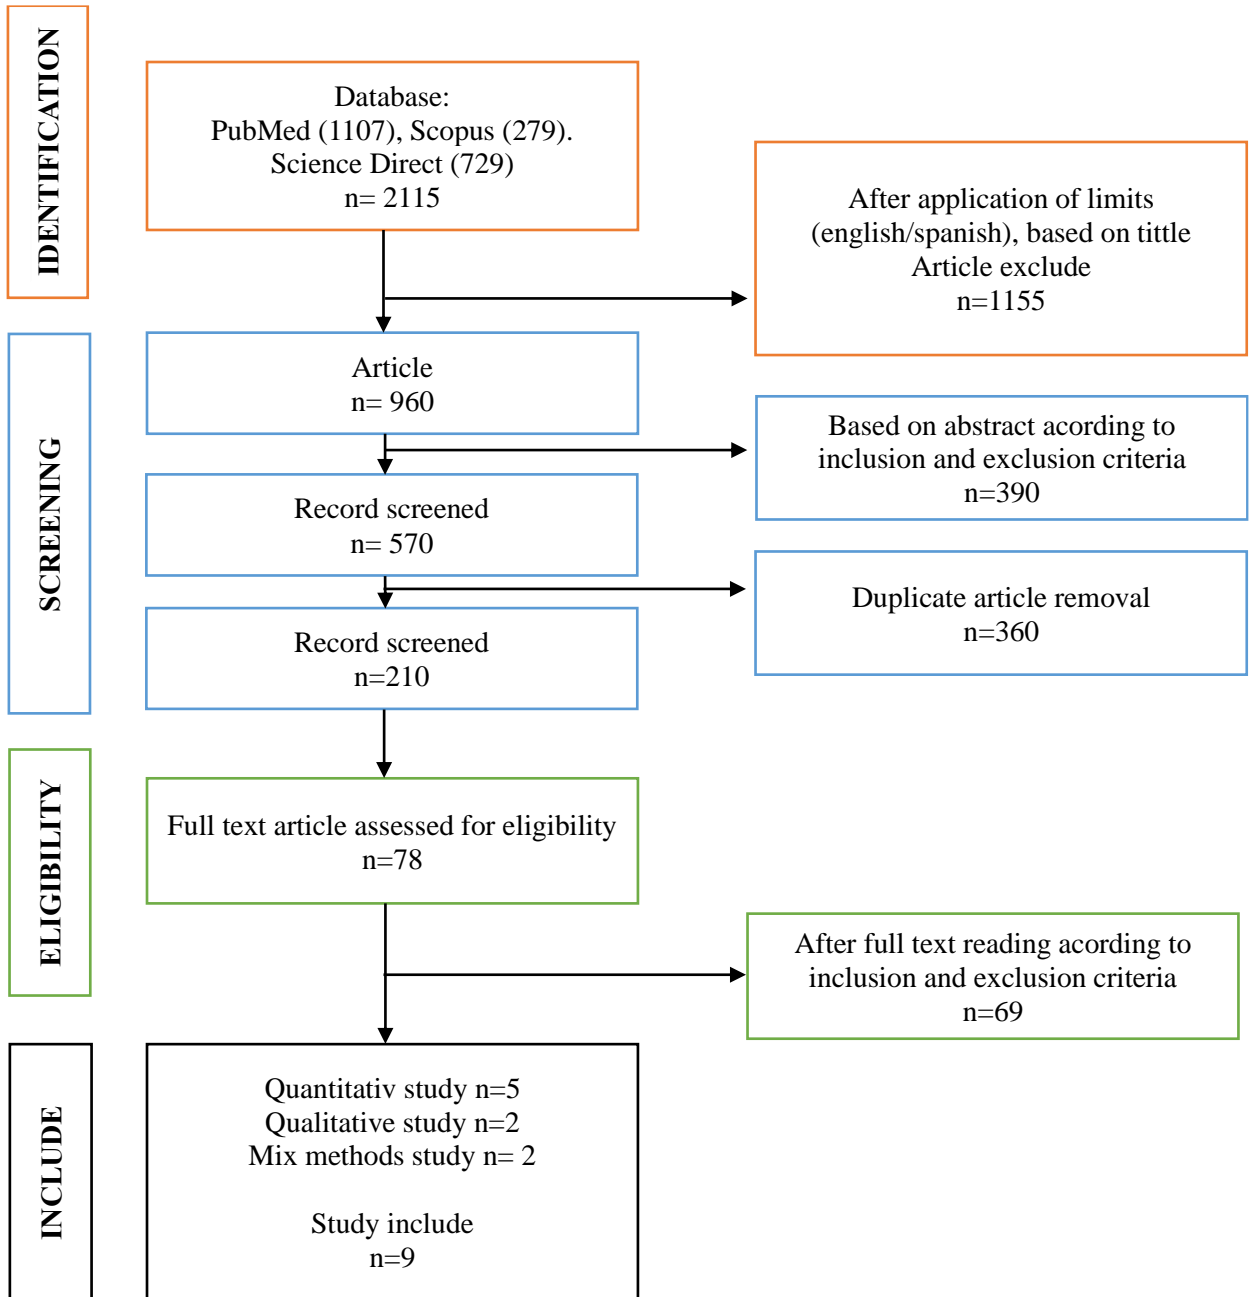 IDENTIFICATION
Database:
PubMed (1107), Scopus (279).
Science Direct (729)
n= 2115
After application of limits
(english/spanish), based on tittle
Article exclude
n=1155
SCREENING
Article
n= 960
Based on abstract acording to
inclusion and exclusion criteria
n=390
Record screened
n= 570
Duplicate article removal
n=360
Record screened
n=210
ELIGIBILITY
Full text article assessed for eligibility
n=78
After full text reading acording to
inclusion and exclusion criteria
n=69
INCLUDE
Quantitativ study n=5
Qualitative study n=2
Mix methods study n= 2
Study include
n=9